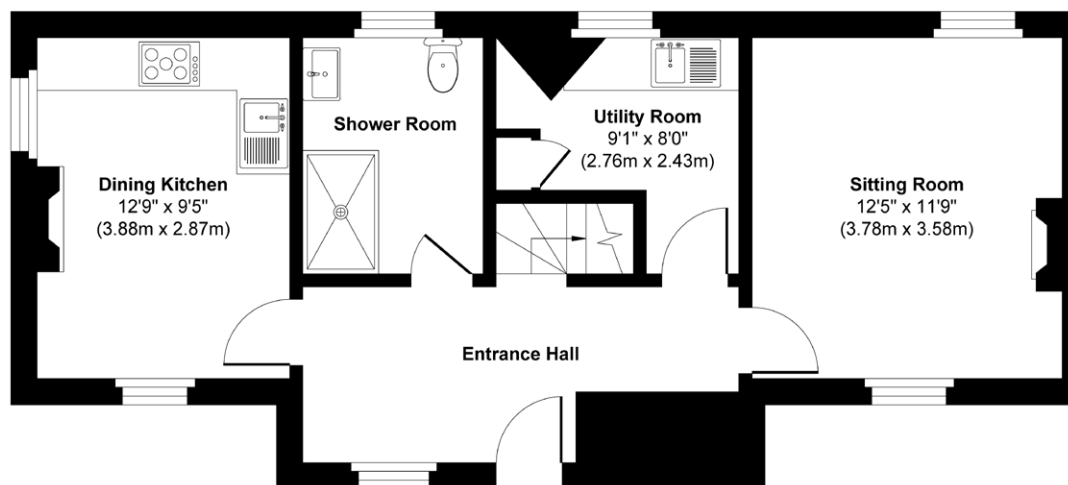 Shower Room
Utility Room
9'1" x 8'0"
(2.76m x 2.43m)
Dining Kitchen
12'9" x 9'5"
(3.88m x 2.87m)
Sitting Room
12'5" x 11'9"
(3.78m x 3.58m)
Entrance Hall